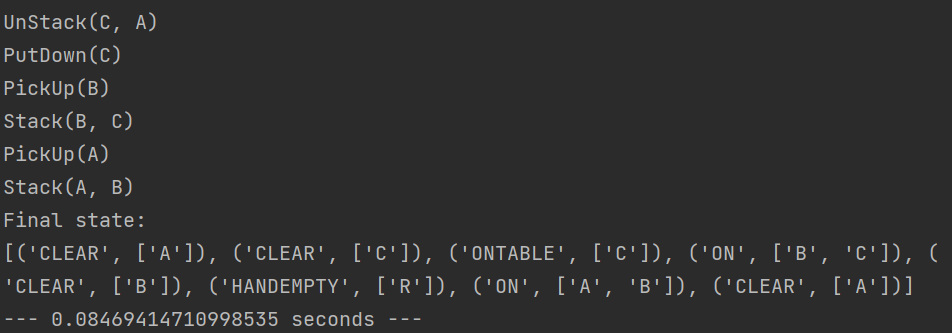 UnStack(C, A)
PutDown(C)
PickUp(B)
Stack(B, C)
PickUp(A)
Stack(A, B)
Final state:
[('CLEAR', ['A']), ('CLEAR', ['C']), ('ONTABLE', ['C']), ('ON', ['B', 'C']), (
'CLEAR', ['B']), ('HANDEMPTY', ['R']), ('ON', ['A', 'B']), ('CLEAR', ['A'])]
--- 0.08469414710998535 seconds ---